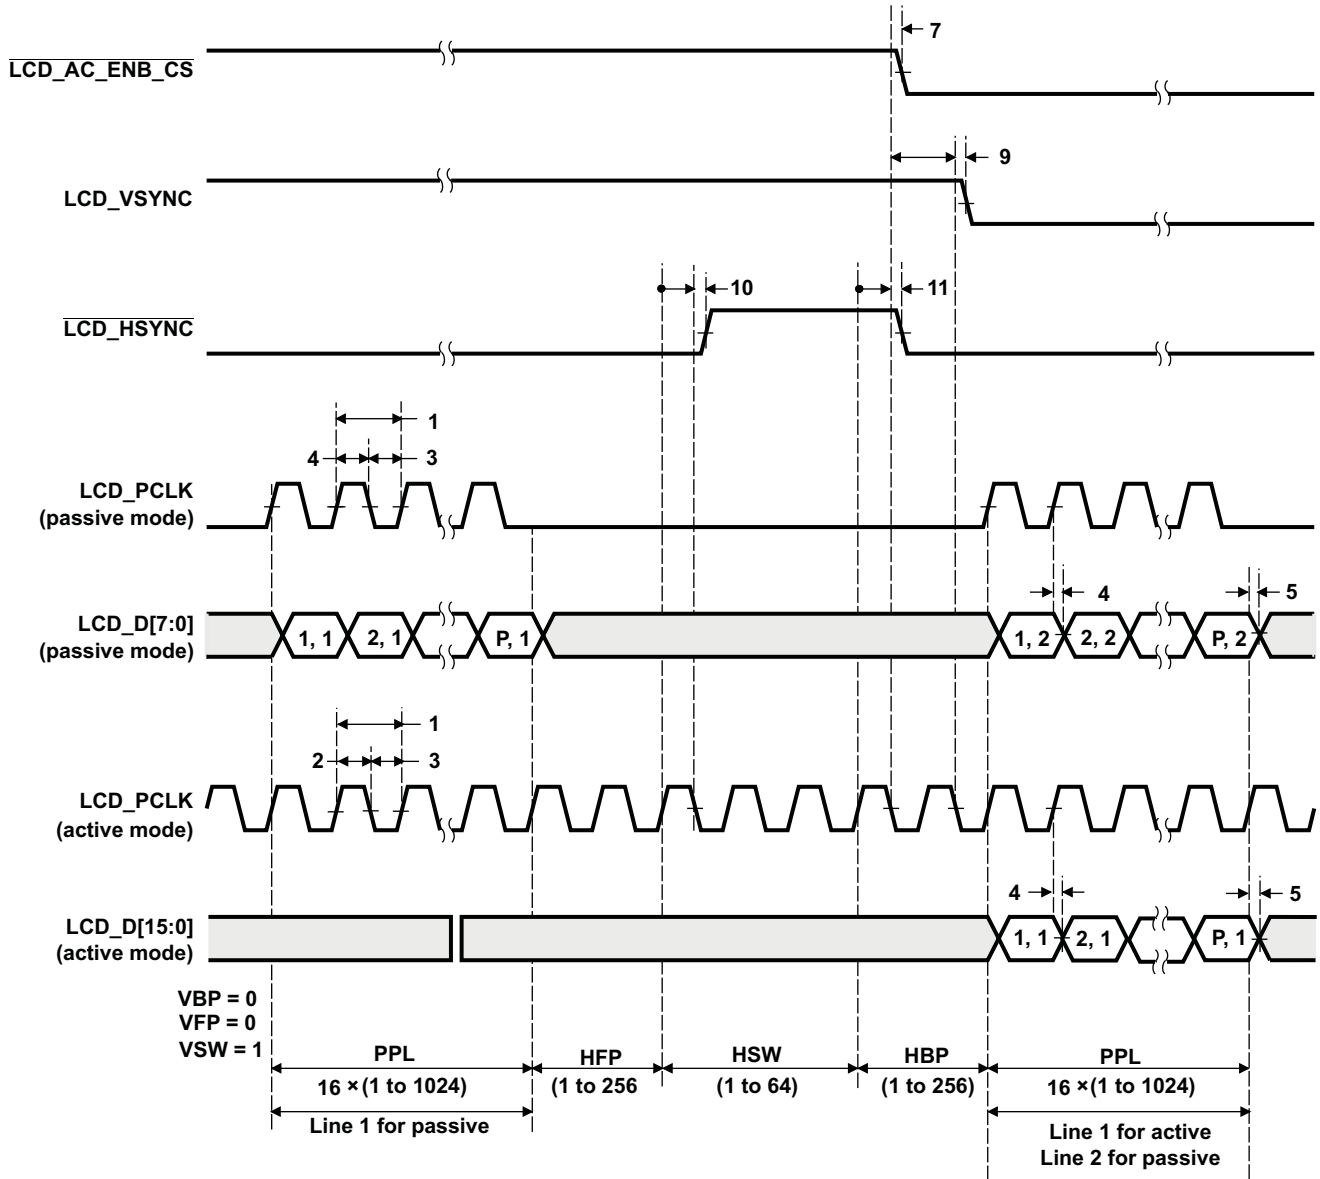 7
LCD_AC_ENB_CS
9
LCD_VSYNC
10
11
LCD_HSYNC
1
4
3
LCD_PCLK
(passive mode)
4
5
LCD_D[7:0]
(passive mode)
1, 1
2, 1
P, 1
1, 2
2, 2
P, 2
1
2
3
LCD_PCLK
(active mode)
4
5
LCD_D[15:0]
(active mode)
1, 1
2, 1
P, 1
VBP = 0
VFP = 0
VSW = 1
PPL
HFP
HSW
HBP
PPL
16 × (1 to 1024)
(1 to 256
(1 to 64)
(1 to 256)
16 × (1 to 1024)
Line 1 for passive
Line 1 for active
Line 2 for passive